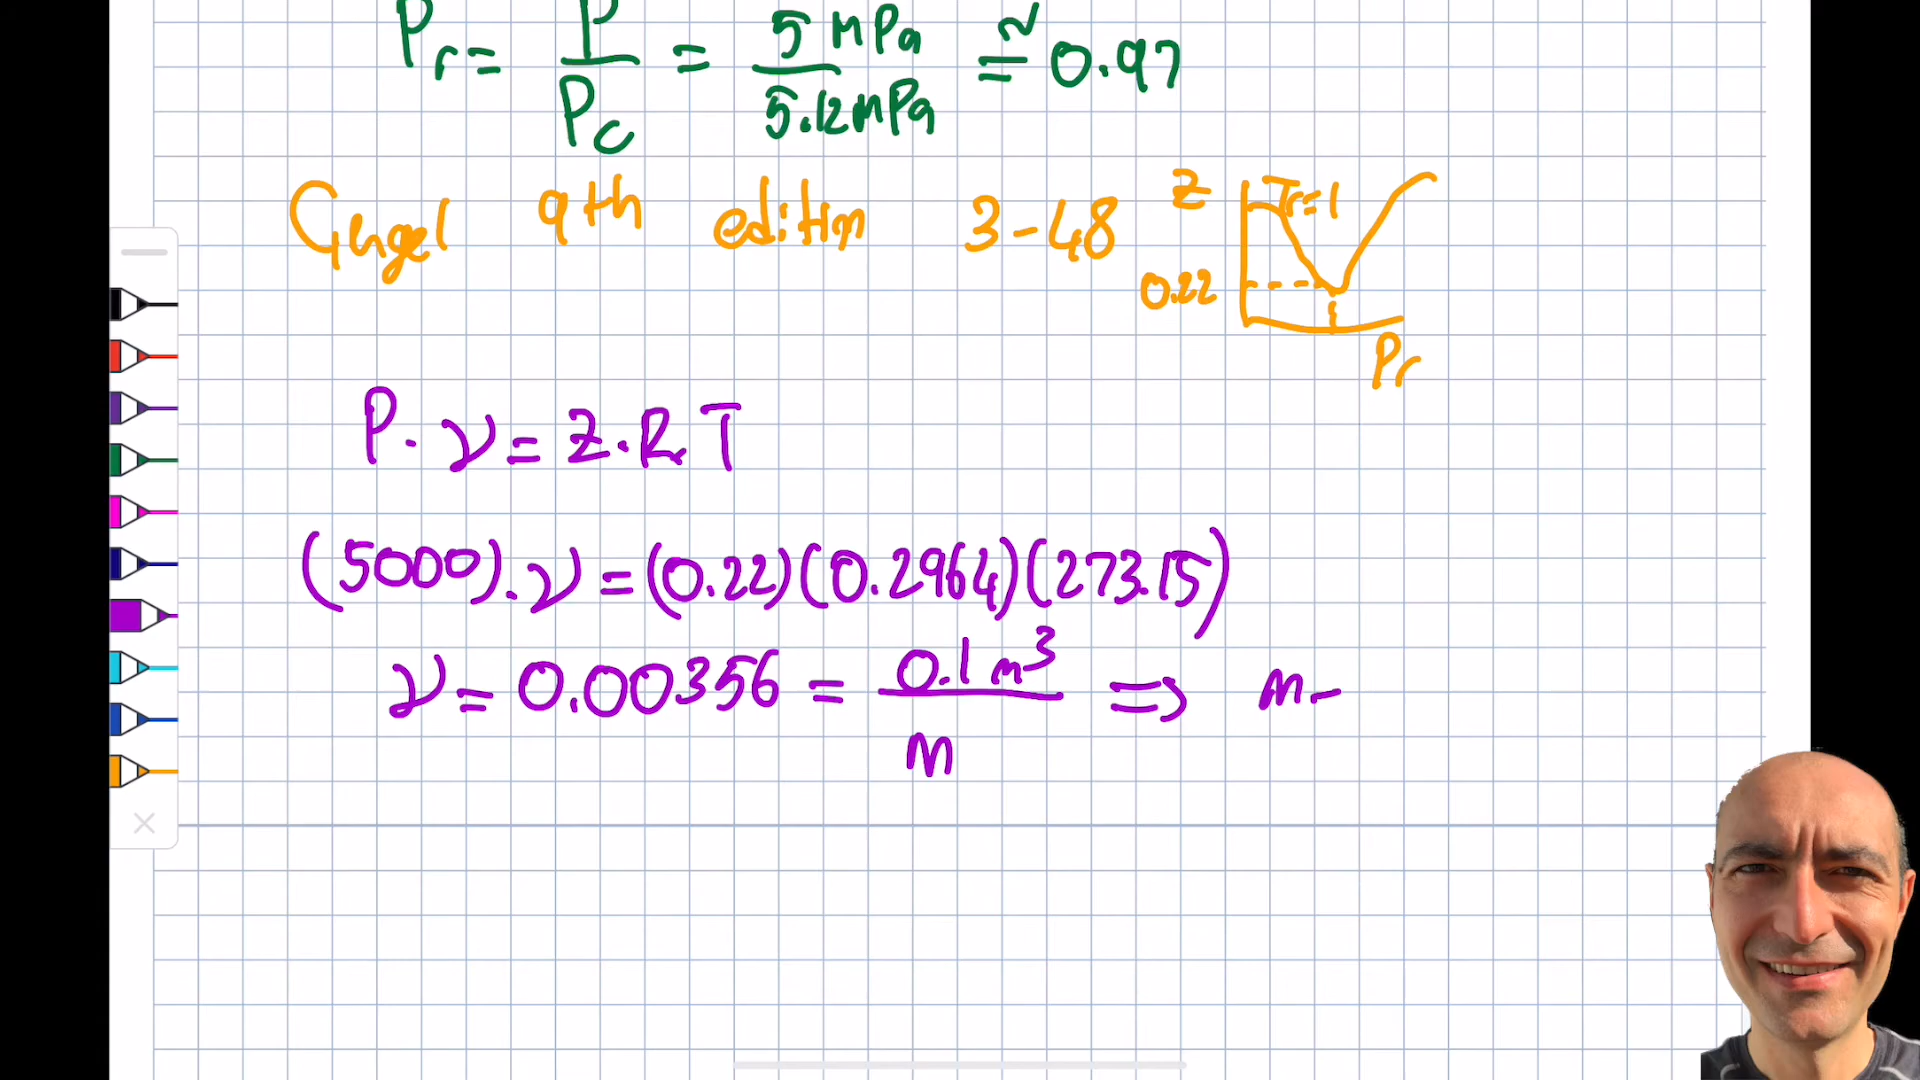 Pr = P/Pc = 5 MPa/5.12 MPa ≅ 0.97
Cengel 9th edition 3-48
Z Tr=1
0.22
Pr
P. ν = Z.R.T
(5000).ν = (0.22)(0.2964)(273.15)
ν = 0.00356 = 0.1 m³/m => m-